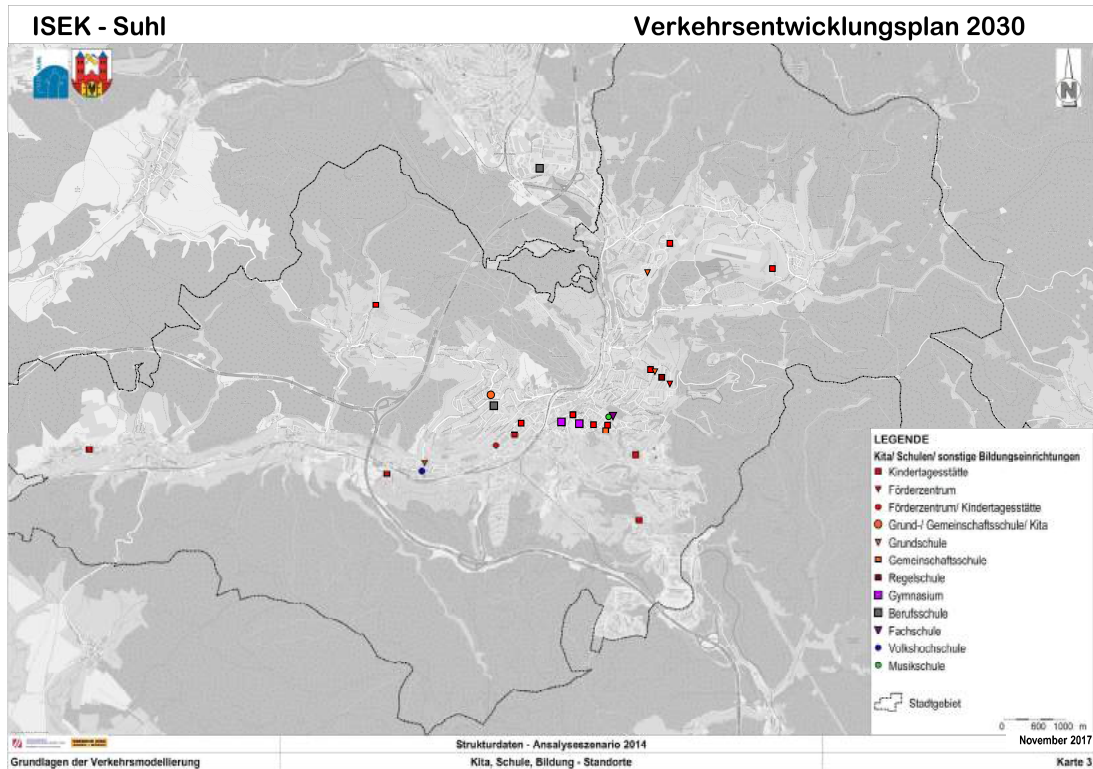 ISEK - Suhl
Verkehrsentwicklungsplan 2030
N
LEGENDE
Kita/ Schulen/ sonstige Bildungseinrichtungen
Kindertagesstätte
Förderzentrum
Förderzentrum/ Kindertagesstätte
Grund-/ Gemeinschaftsschule/ Kita
Grundschule
Gemeinschaftsschule
Regelschule
Gymnasium
Berufsschule
Fachschule
Volkshochschule
Musikschule
Stadtgebiet
0 600 1000 m
November 2017
Strukturdaten - Ansalyseszenario 2014
Grundlagen der Verkehrsmodellierung
Kita, Schule, Bildung - Standorte
Karte 3